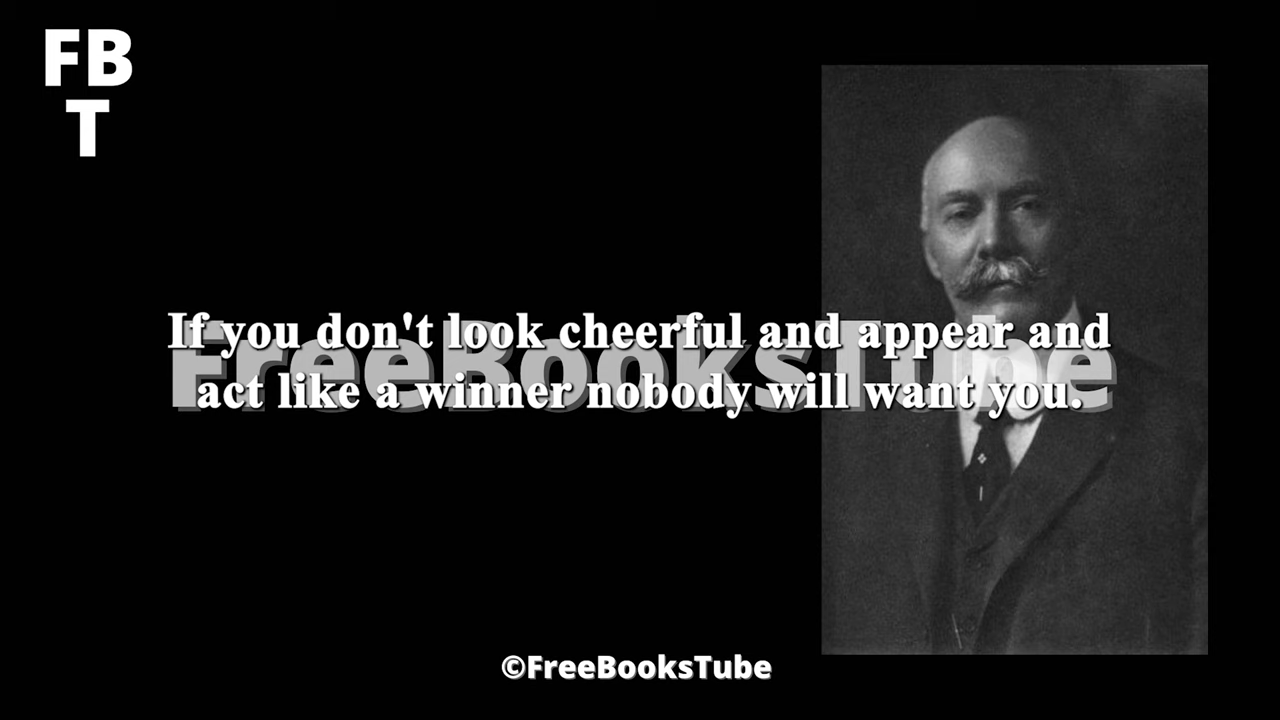 FB
T
If you don't look cheerful and appear and
act like a winner nobody will want you.
FreeBooksTube
©FreeBooksTube